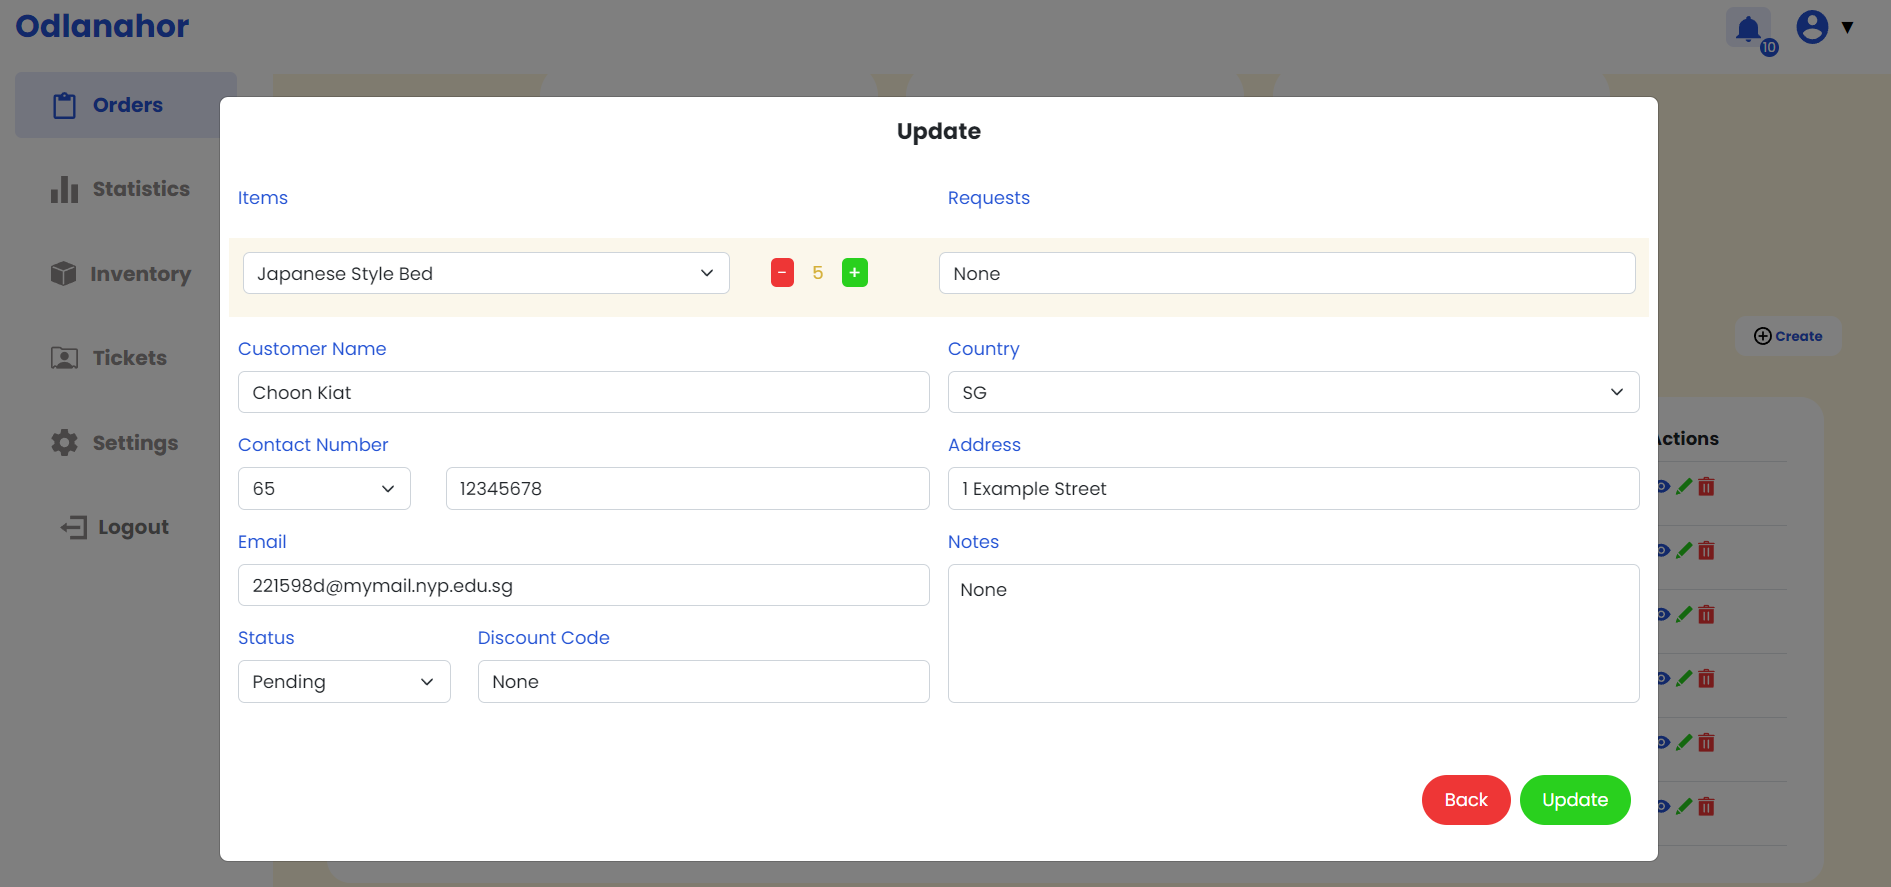 Odlanahor
10
▼
Orders
Statistics
Inventory
Tickets
Settings
Logout
Update
Items
Requests
Japanese Style Bed
- 5 +
None
Customer Name
Country
Choon Kiat
SG
Contact Number
Address
65
12345678
1 Example Street
Email
Notes
221598d@mymail.nyp.edu.sg
None
Status
Discount Code
Pending
None
Back
Update
Create
Actions